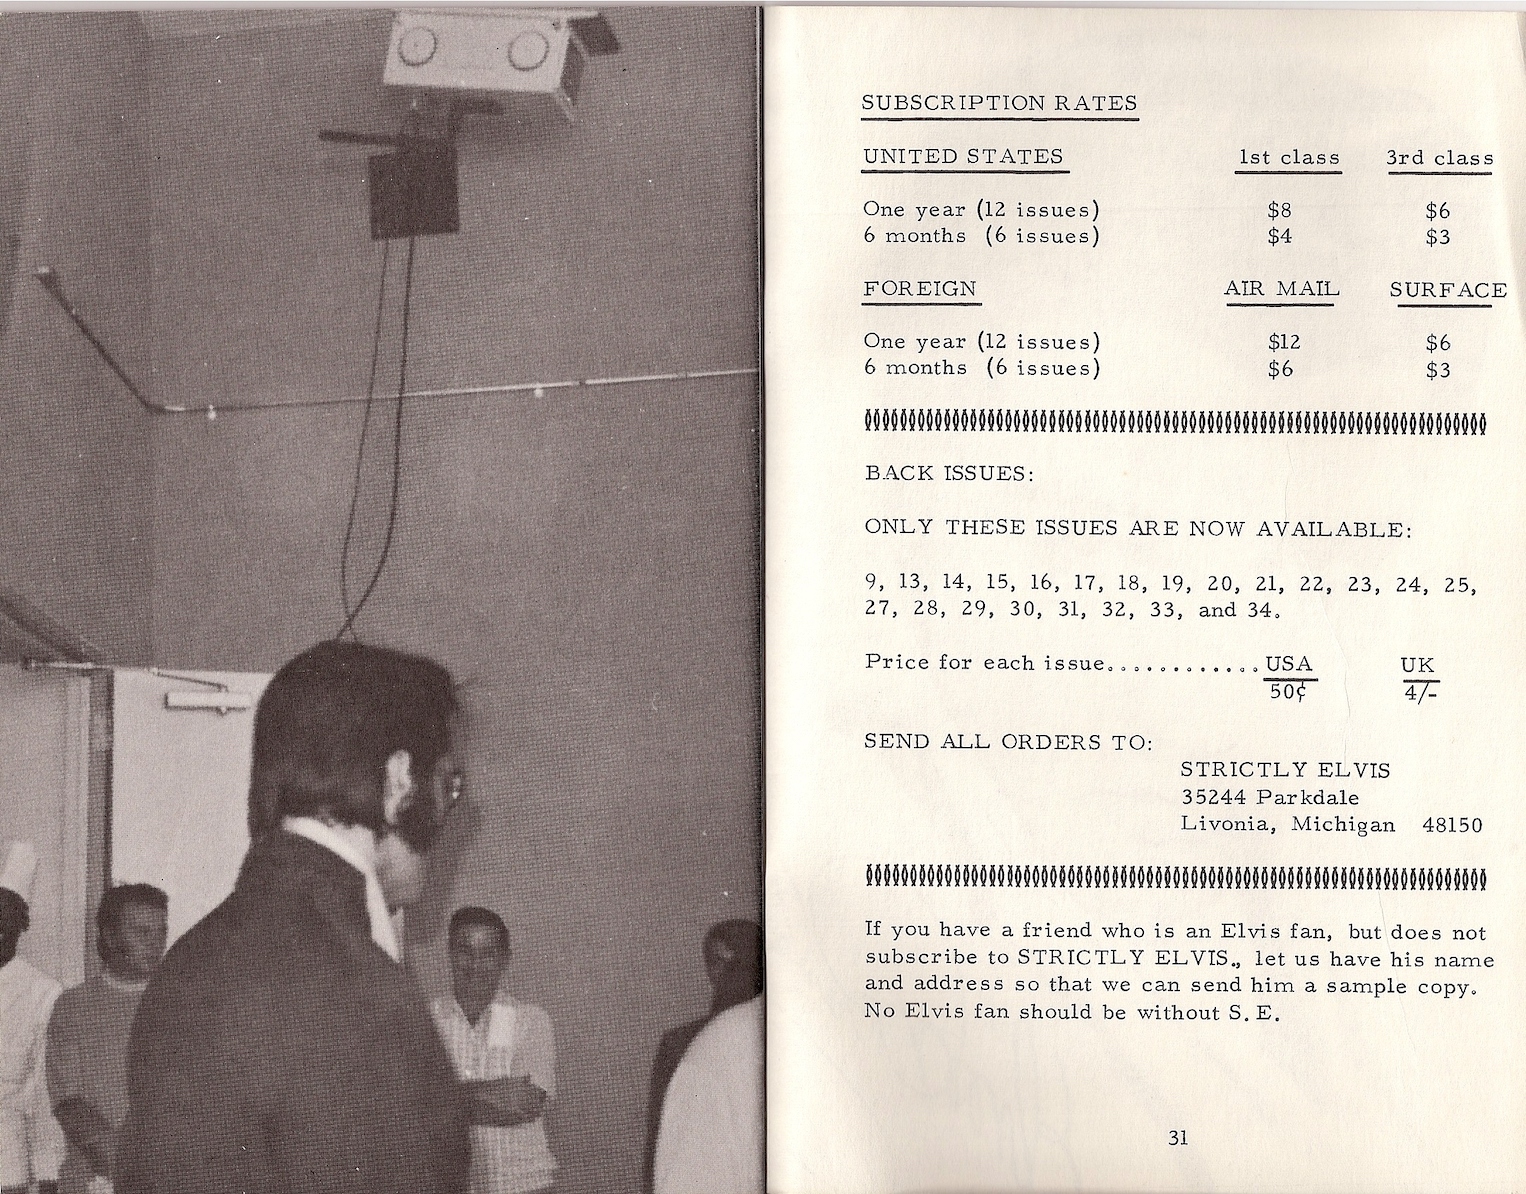 SUBSCRIPTION RATES
UNITED STATES 1st class 3rd class
One year (12 issues) $8 $6
6 months (6 issues) $4 $3
FOREIGN AIR MAIL SURFACE
One year (12 issues) $12 $6
6 months (6 issues) $6 $3
BACK ISSUES:
ONLY THESE ISSUES ARE NOW AVAILABLE:
9, 13, 14, 15, 16, 17, 18, 19, 20, 21, 22, 23, 24, 25,
27, 28, 29, 30, 31, 32, 33, and 34.
Price for each issue............USA UK
50¢ 4/-
SEND ALL ORDERS TO:
STRICTLY ELVIS
35244 Parkdale
Livonia, Michigan 48150
If you have a friend who is an Elvis fan, but does not
subscribe to STRICTLY ELVIS., let us have his name
and address so that we can send him a sample copy.
No Elvis fan should be without S.E.
31